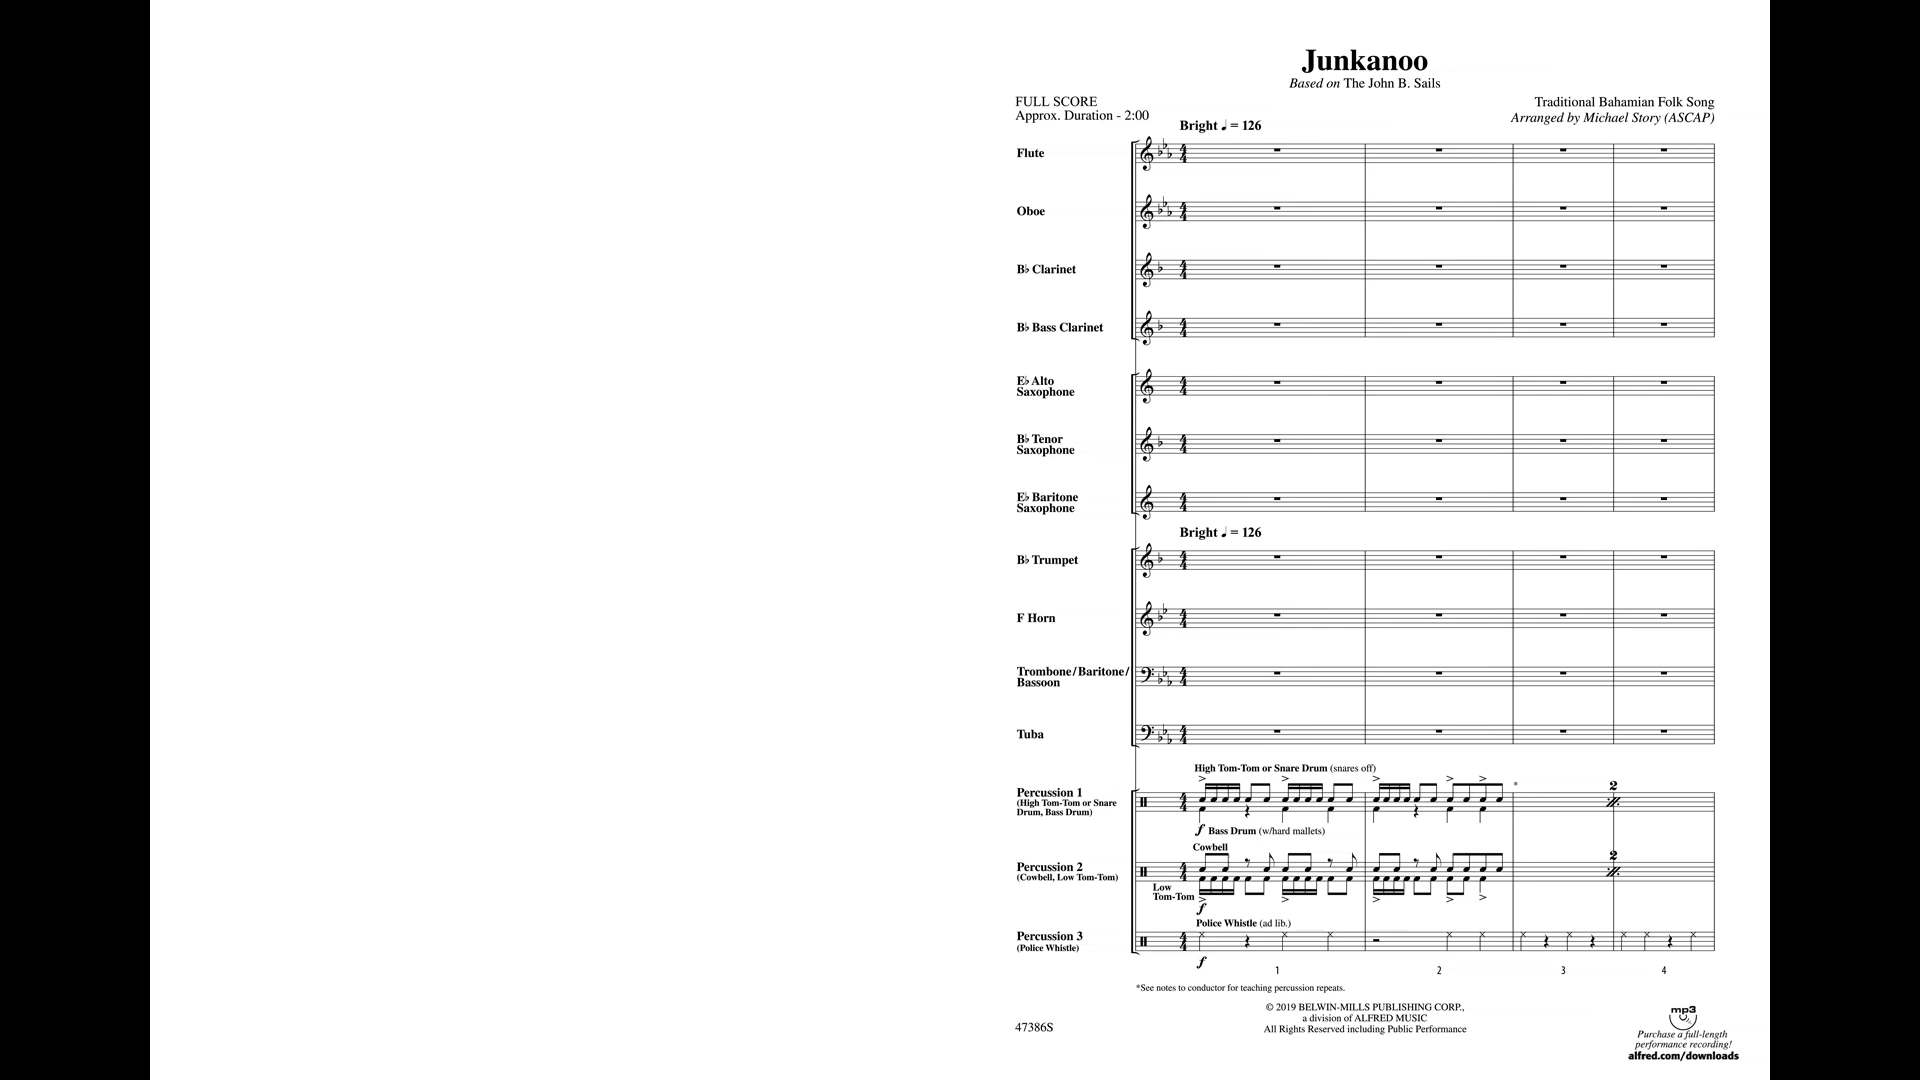 Junkanoo
Based on The John B. Sails
FULL SCORE
Approx. Duration - 2:00
Traditional Bahamian Folk Song
Arranged by Michael Story (ASCAP)
Bright ♩ = 126
Flute
Oboe
B♭ Clarinet
B♭ Bass Clarinet
E♭ Alto
Saxophone
B♭ Tenor
Saxophone
E♭ Baritone
Saxophone
Bright ♩ = 126
B♭ Trumpet
F Horn
Trombone/Baritone/
Bassoon
Tuba
High Tom-Tom or Snare Drum (snares off)
Percussion 1
(High Tom-Tom or Snare
Drum, Bass Drum)
*
2
f Bass Drum (w/hard mallets)
Cowbell
Percussion 2
(Cowbell, Low Tom-Tom)
2
Low
Tom-Tom
f
Police Whistle (ad lib.)
Percussion 3
(Police Whistle)
f
1 2 3 4
*See notes to conductor for teaching percussion repeats.
© 2019 BELWIN-MILLS PUBLISHING CORP.,
a division of ALFRED MUSIC
All Rights Reserved including Public Performance
47386S
mp3
Purchase a full-length
performance recording!
alfred.com/downloads